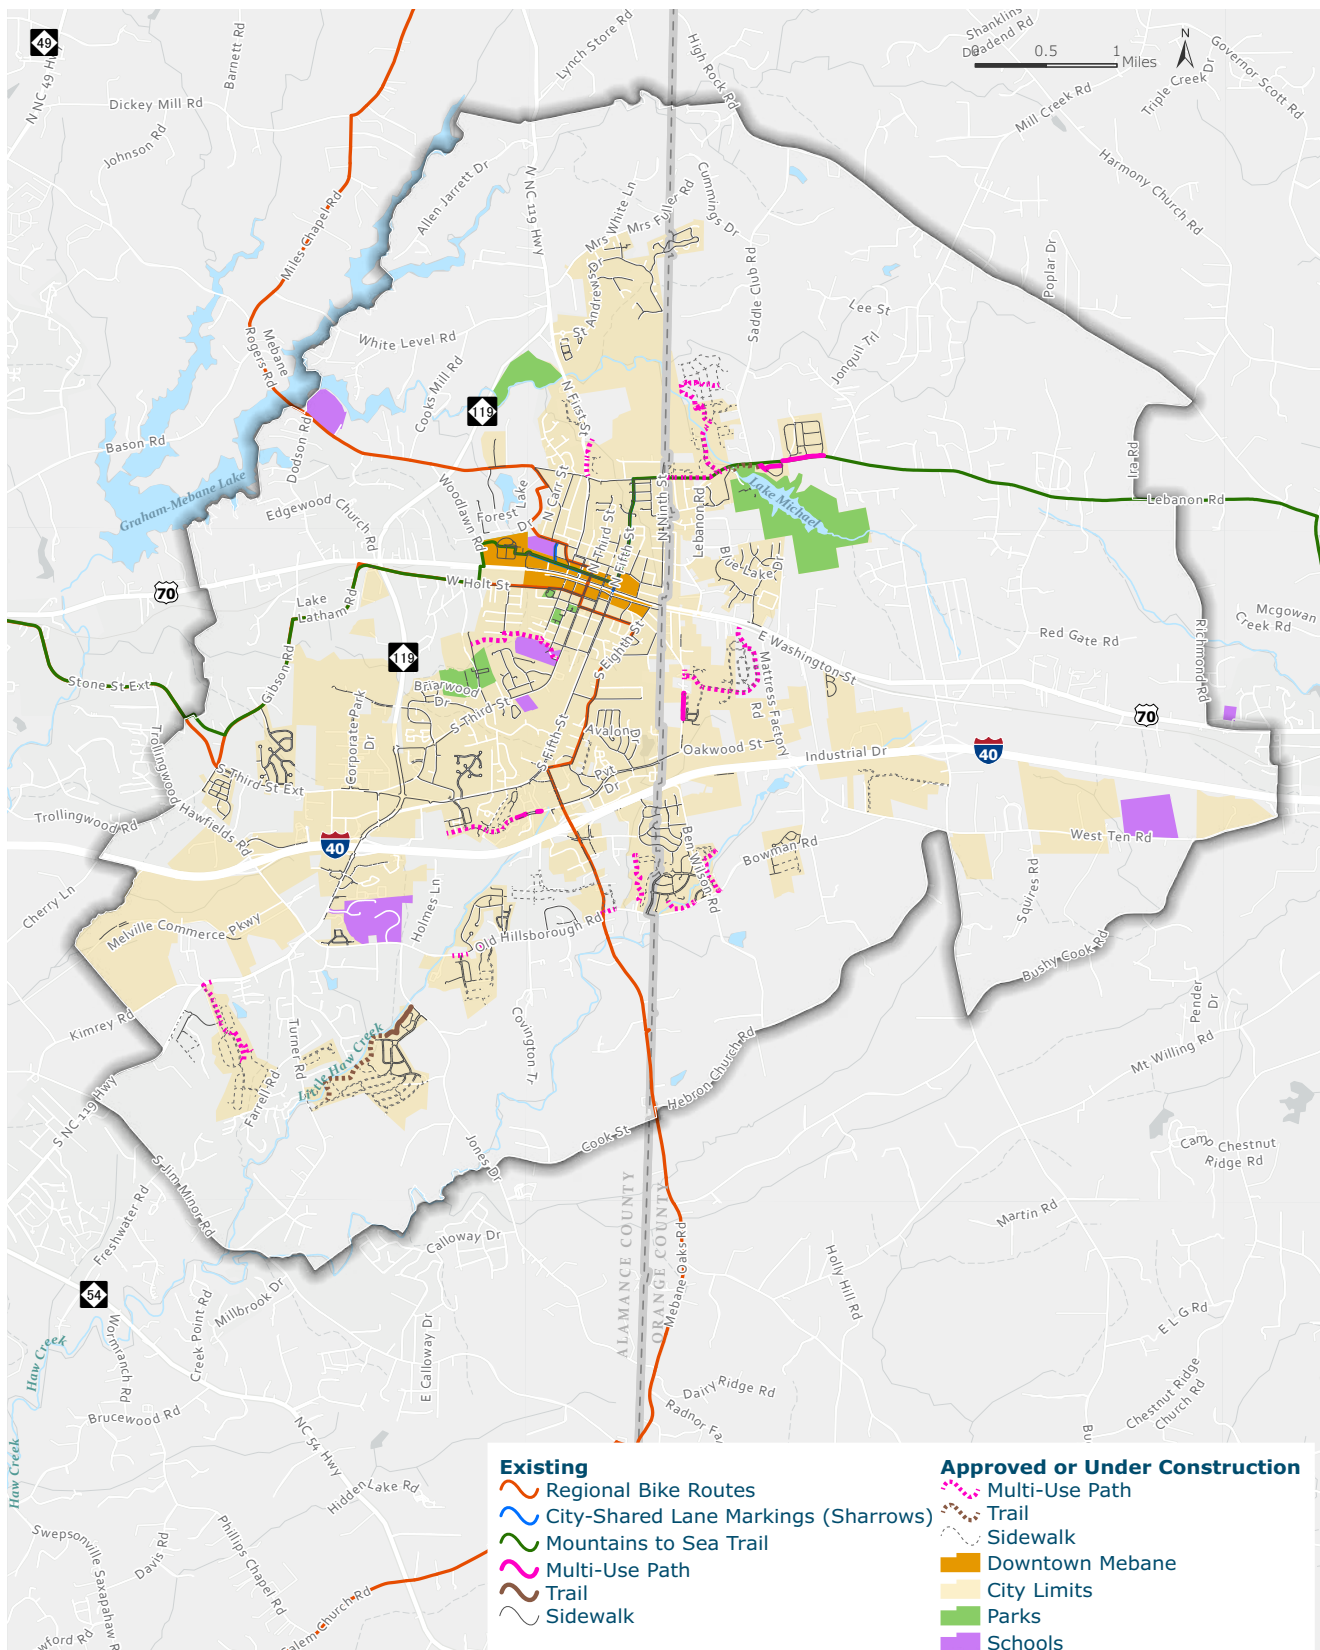 49
N NC 49 Hwy
Barnett Rd
Dickey Mill Rd
Johnson Rd
Lynch Store Rd
High Rock Rd
Shanklins
Deadend Rd
0 0.5 1
Miles
N
Triple Creek Dr
Governor Scott Rd
Mill Creek Rd
Harmony Church Rd
Allen Jarrett Dr
N NC 119 Hwy
Miles Chapel Rd
Mrs White Ln
Mrs Fuller Rd
Cummings Dr
Andrews Dr
Saddle Club Rd
Poplar Dr
Lee St
Jonquil Trl
St
White Level Rd
Mebane
Rogers Rd
Cooks Mill Rd
119
N First St
Bason Rd
Dodson Rd
Graham-Mebane Lake
Edgewood Church Rd
Woodlawn Rd
Forest Lake
Dr
N Carr St
N Third St
N Fifth St
N Ninth St
Lebanon Rd
Lake Michael
Ira Rd
Lebanon Rd
Blue Lake Dr
70
W Holt St
Lake
Latham Rd
E Washington St
Red Gate Rd
Richmond Rd
Mcgowan
Creek Rd
119
S Eighth St
Gibson Rd
Stone St Ext
Briarwood
Dr
S Third St
Mattress Factory
Rd
70
Corporate Park
Dr
S Fifth St
Avalon
Dr
Oakwood St
Industrial Dr
40
Trollingwood Hawfields Rd
S Third St Ext
Pvt
Dr
Trollingwood Rd
40
Ben Wilson Rd
Bowman Rd
West Ten Rd
Squires Rd
Cherry Ln
Melville Commerce Pkwy
Holmes Ln
Old Hillsborough Rd
Bushy Cook Rd
Kimrey Rd
Turner Rd
Little Haw Creek
Covington Tr
Pender
Dr
Mt Willing Rd
Farrell Rd
Hebron Church Rd
S NC 119 Hwy
Cook St
Jones Dr
Camp Chestnut
Ridge Rd
S Jim Minor Rd
Freshwater Rd
ALAMANCE COUNTY
ORANGE COUNTY
Martin Rd
Calloway Dr
Mebane Oaks Rd
Holly Hill Rd
54
Millbrook Dr
Wormranch Rd
Creek Point Rd
E Calloway Dr
E L G Rd
Haw Creek
Dairy Ridge Rd
Chestnut Ridge
Church Rd
Brucewood Rd
Radnor Fa
Bu
NC 54 Hwy
Haw Creek
Hidden Lake Rd
Swepsonville Saxapahaw R
Davis Rd
Phillips Chapel Rd
Salem Church Rd
wford Rd
Existing
Regional Bike Routes
City-Shared Lane Markings (Sharrows)
Mountains to Sea Trail
Multi-Use Path
Trail
Sidewalk
Approved or Under Construction
Multi-Use Path
Trail
Sidewalk
Downtown Mebane
City Limits
Parks
Schools